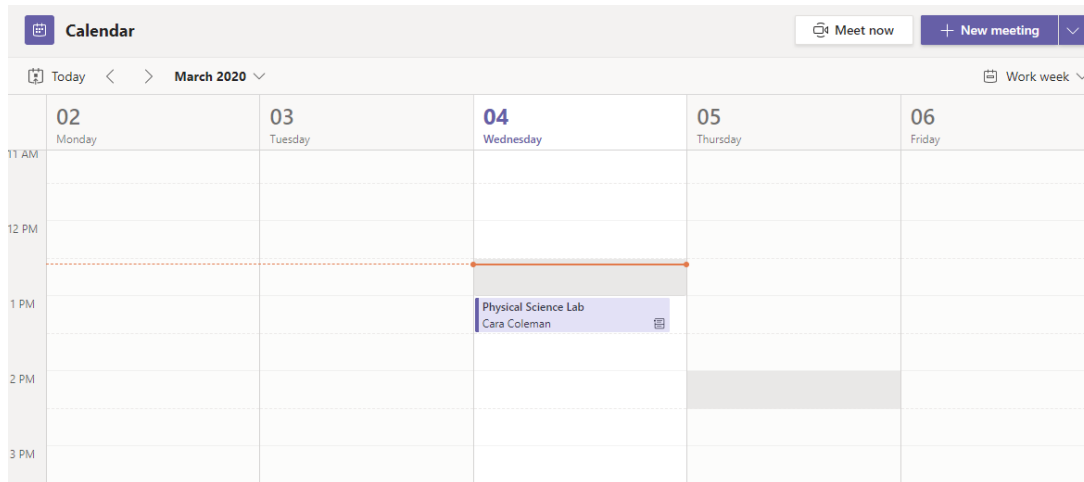 Calendar
Meet now
New meeting
Today
March 2020
Work week
02
Monday
03
Tuesday
04
Wednesday
05
Thursday
06
Friday
11 AM
12 PM
1 PM
Physical Science Lab
Cara Coleman
2 PM
3 PM